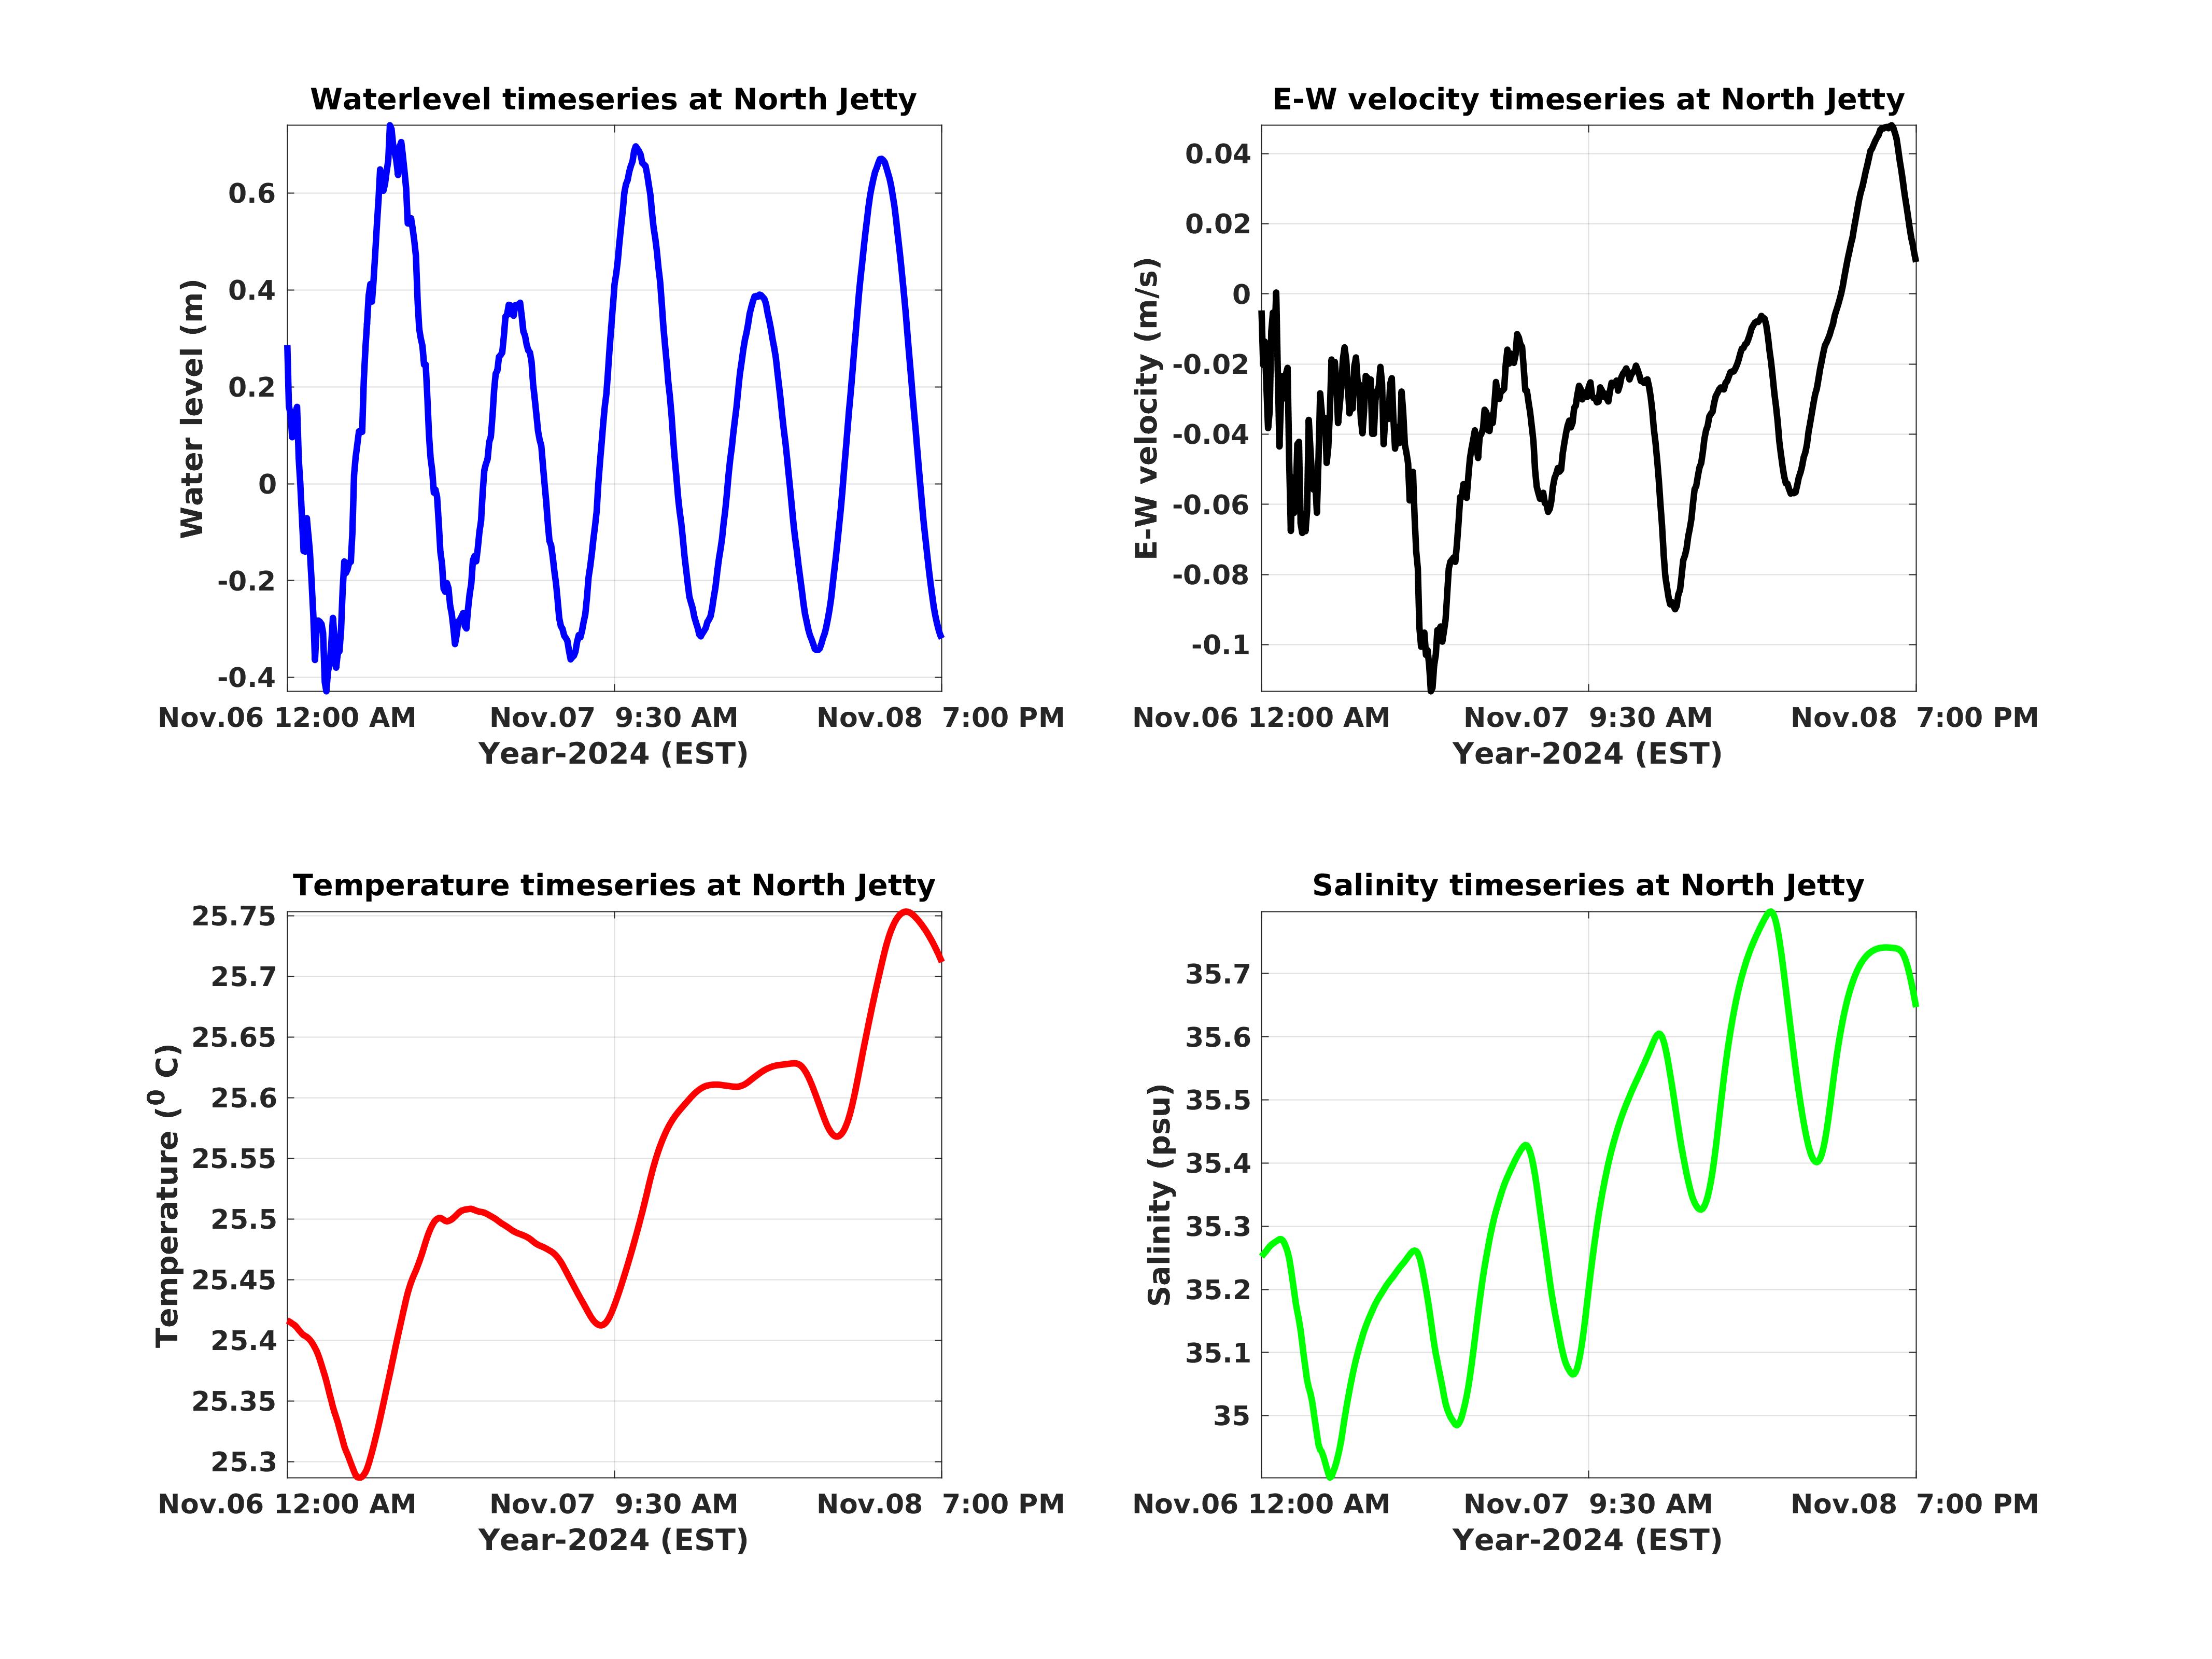 Waterlevel timeseries at North Jetty
Water level (m)
0.6
0.4
0.2
0
-0.2
-0.4
Nov.06 12:00 AM
Nov.07 9:30 AM
Nov.08 7:00 PM
Year-2024 (EST)
E-W velocity timeseries at North Jetty
E-W velocity (m/s)
0.04
0.02
0
-0.02
-0.04
-0.06
-0.08
-0.1
Nov.06 12:00 AM
Nov.07 9:30 AM
Nov.08 7:00 PM
Year-2024 (EST)
Temperature timeseries at North Jetty
Temperature (⁰ C)
25.75
25.7
25.65
25.6
25.55
25.5
25.45
25.4
25.35
25.3
Nov.06 12:00 AM
Nov.07 9:30 AM
Nov.08 7:00 PM
Year-2024 (EST)
Salinity timeseries at North Jetty
Salinity (psu)
35.7
35.6
35.5
35.4
35.3
35.2
35.1
35
Nov.06 12:00 AM
Nov.07 9:30 AM
Nov.08 7:00 PM
Year-2024 (EST)